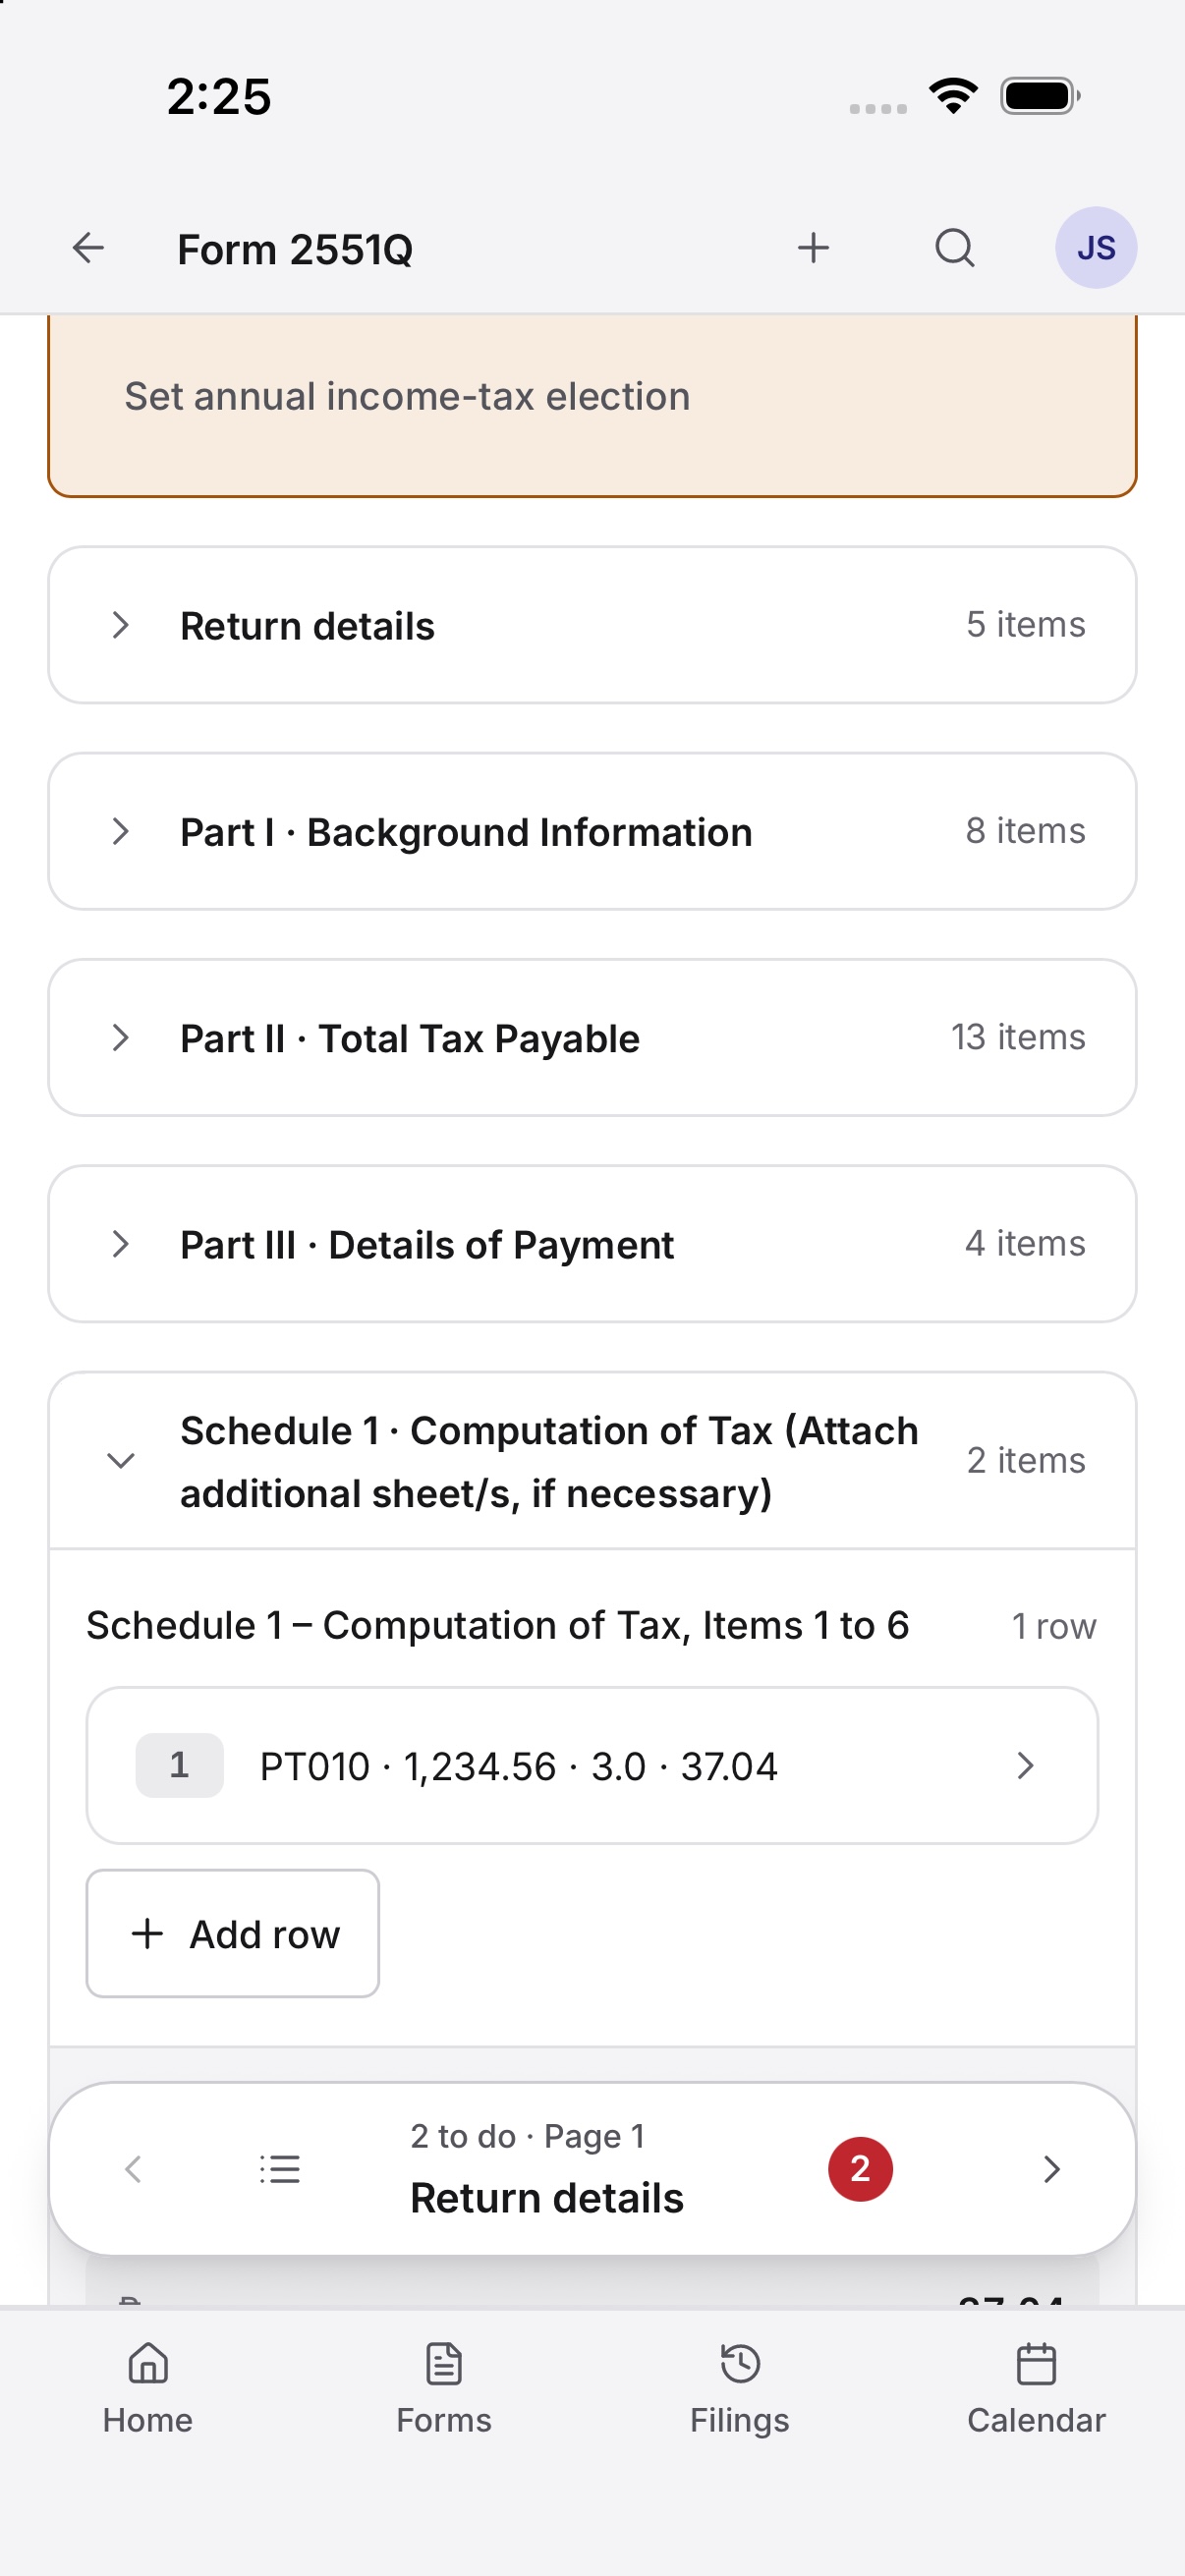 2:25
Form 2551Q
JS
Set annual income-tax election
Return details
5 items
Part I · Background Information
8 items
Part II · Total Tax Payable
13 items
Part III · Details of Payment
4 items
Schedule 1 · Computation of Tax (Attach
additional sheet/s, if necessary)
2 items
Schedule 1 – Computation of Tax, Items 1 to 6
1 row
1
PT010 · 1,234.56 · 3.0 · 37.04
Add row
2 to do · Page 1
Return details
2
Home
Forms
Filings
Calendar